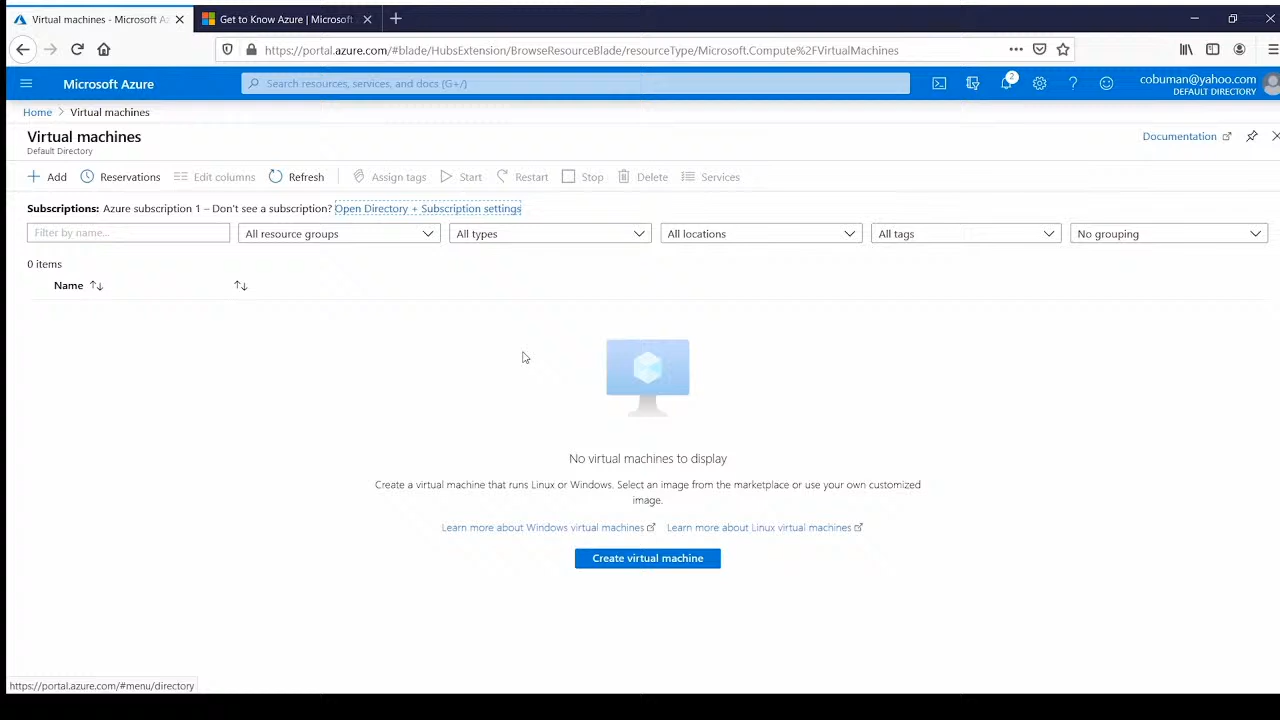 Virtual machines - Microsoft A
Get to Know Azure | Microsoft
https://portal.azure.com/#blade/HubsExtension/BrowseResourceBlade/resourceType/Microsoft.Compute%2FVirtualMachines
Microsoft Azure
Search resources, services, and docs (G+/)
2
cobuman@yahoo.com
DEFAULT DIRECTORY
Home > Virtual machines
Virtual machines
Default Directory
Documentation
Add
Reservations
Edit columns
Refresh
Assign tags
Start
Restart
Stop
Delete
Services
Subscriptions: Azure subscription 1 – Don't see a subscription? Open Directory + Subscription settings
Filter by name...
All resource groups
All types
All locations
All tags
No grouping
0 items
Name
No virtual machines to display
Create a virtual machine that runs Linux or Windows. Select an image from the marketplace or use your own customized
image.
Learn more about Windows virtual machines
Learn more about Linux virtual machines
Create virtual machine
https://portal.azure.com/#menu/directory